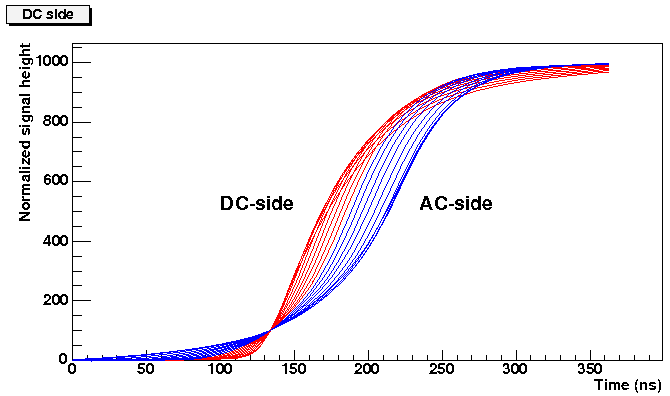 DC side
Normalized signal height
1000
800
600
400
200
0
DC-side
AC-side
0 50 100 150 200 250 300 350
Time (ns)